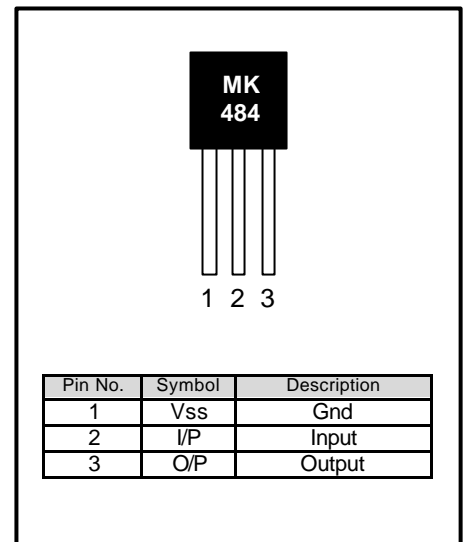 MK
484
1 2 3
Pin No. Symbol Description
1 Vss Gnd
2 I/P Input
3 O/P Output